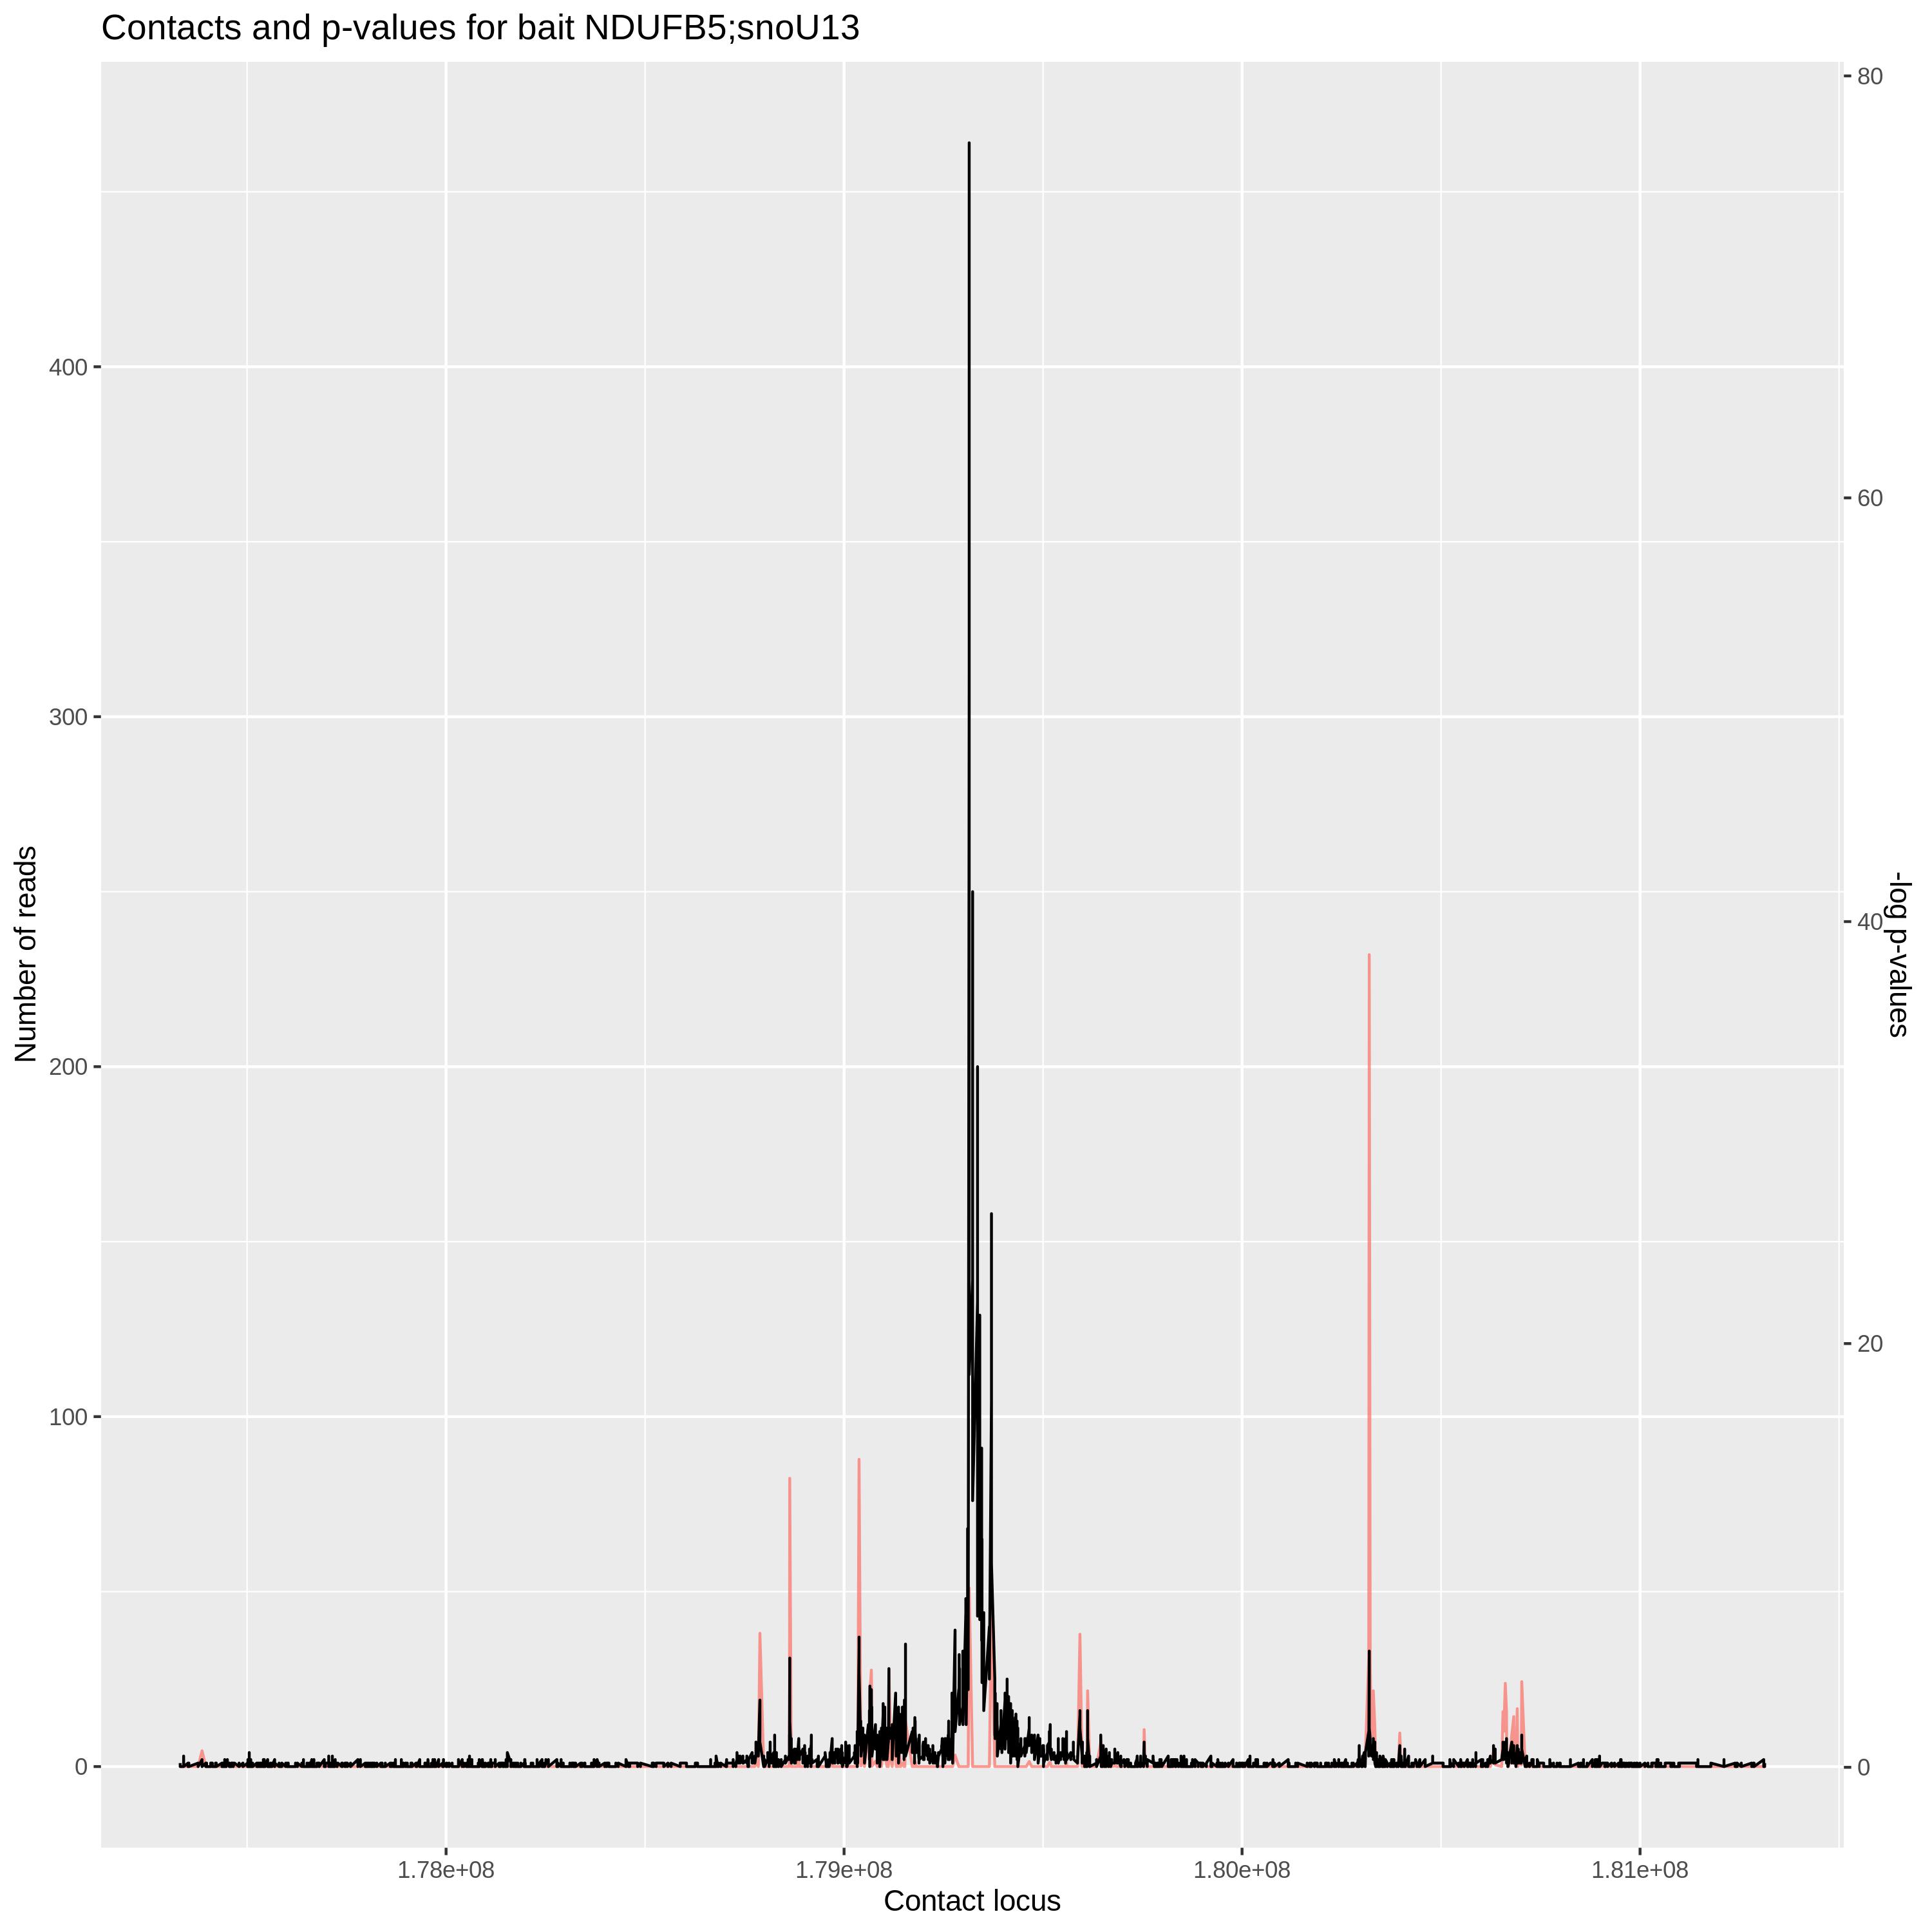 Contacts and p-values for bait NDUFB5;snoU13
80
400
60
300
Number of reads
-log p-values
40
200
20
100
0
0
1.78e+08
1.79e+08
1.80e+08
1.81e+08
Contact locus